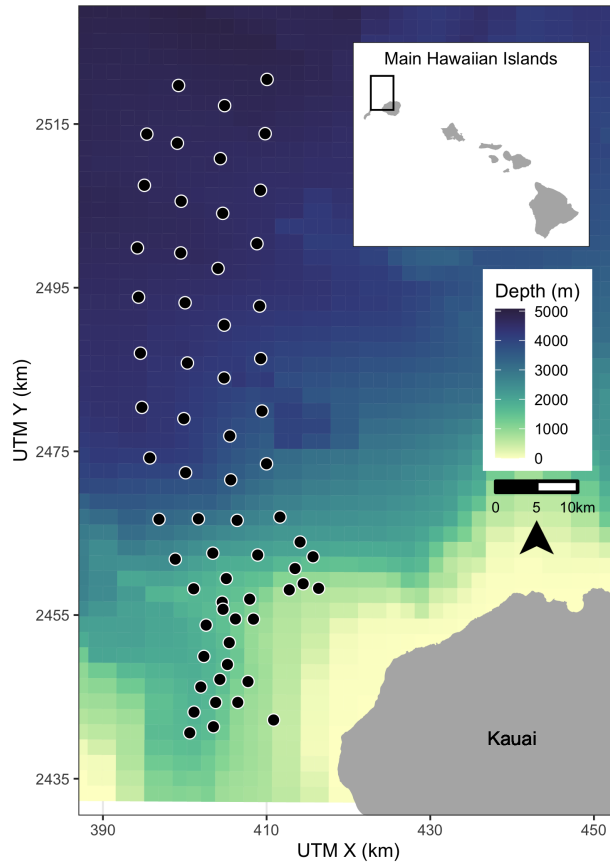 Main Hawaiian Islands
2515
2495
2475
2455
2435
UTM Y (km)
Depth (m)
5000
4000
3000
2000
1000
0
0 5 10km
Kauai
390 410 430 450
UTM X (km)